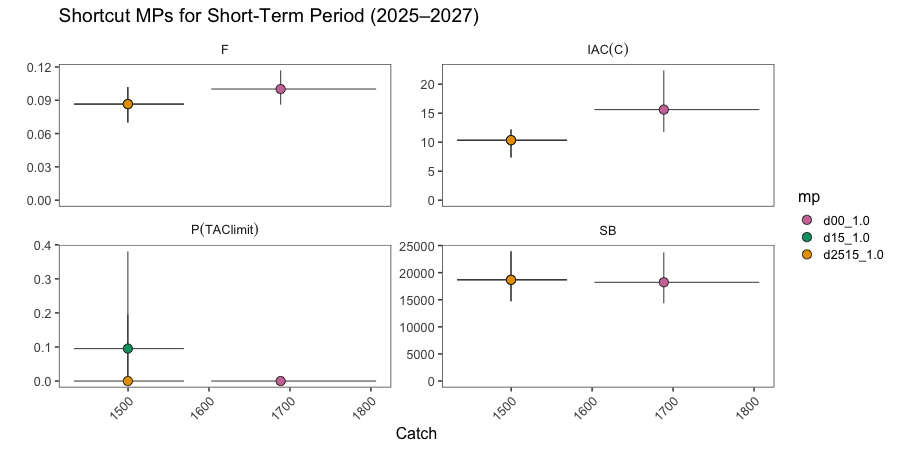 Shortcut MPs for Short-Term Period (2025–2027)
F
IAC(C)
0.12
0.09
0.06
0.03
0.00
20
15
10
5
0
P(TAClimit)
SB
0.4
0.3
0.2
0.1
0.0
25000
20000
15000
10000
5000
0
1500
1600
1700
1800
1500
1600
1700
1800
Catch
mp
d00_1.0
d15_1.0
d2515_1.0